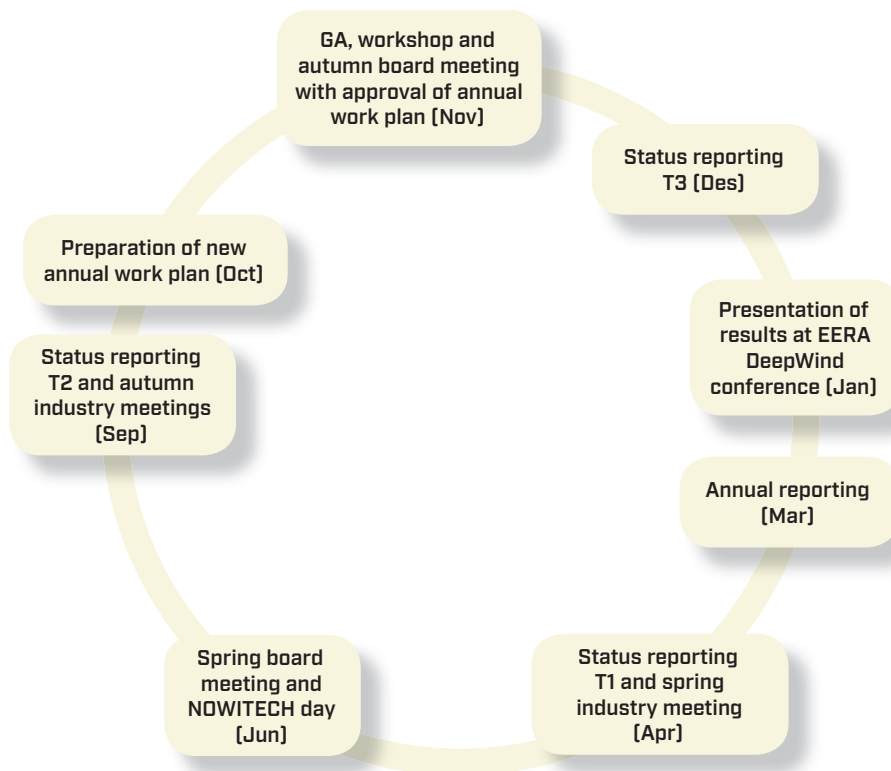 GA, workshop and
autumn board meeting
with approval of annual
work plan (Nov)
Status reporting
T3 (Des)
Presentation of
results at EERA
DeepWind
conference (Jan)
Annual reporting
(Mar)
Status reporting
T1 and spring
industry meeting
(Apr)
Spring board
meeting and
NOWITECH day
(Jun)
Status reporting
T2 and autumn
industry meetings
(Sep)
Preparation of new
annual work plan (Oct)